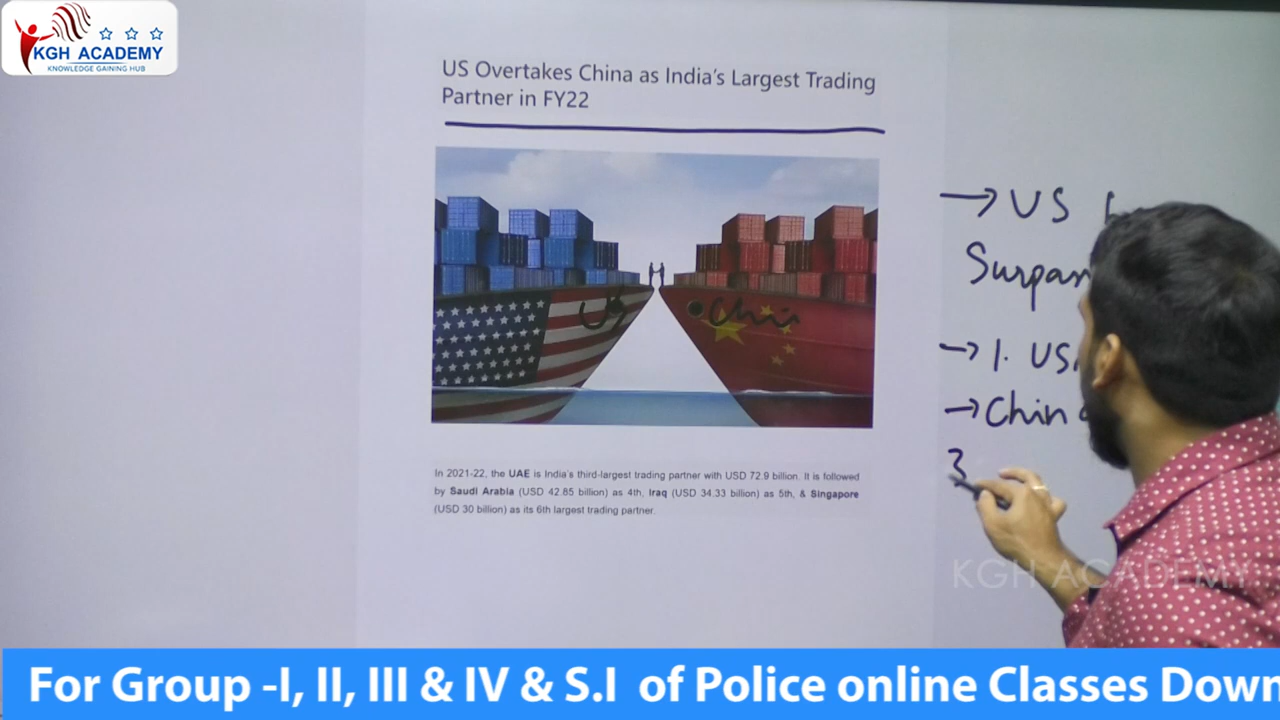 KGH ACADEMY
KNOWLEDGE GAINING HUB
US Overtakes China as India's Largest Trading
Partner in FY22
US
Chin
In 2021-22, the UAE is India's third-largest trading partner with USD 72.9 billion. It is followed
by Saudi Arabia (USD 42.85 billion) as 4th, Iraq (USD 34.33 billion) as 5th, & Singapore
(USD 30 billion) as its 6th largest trading partner.
→ US
Surpan
→ 1. US
→ Chin
3
KGH ACADEMY
For Group -I, II, III & IV & S.I of Police online Classes Down